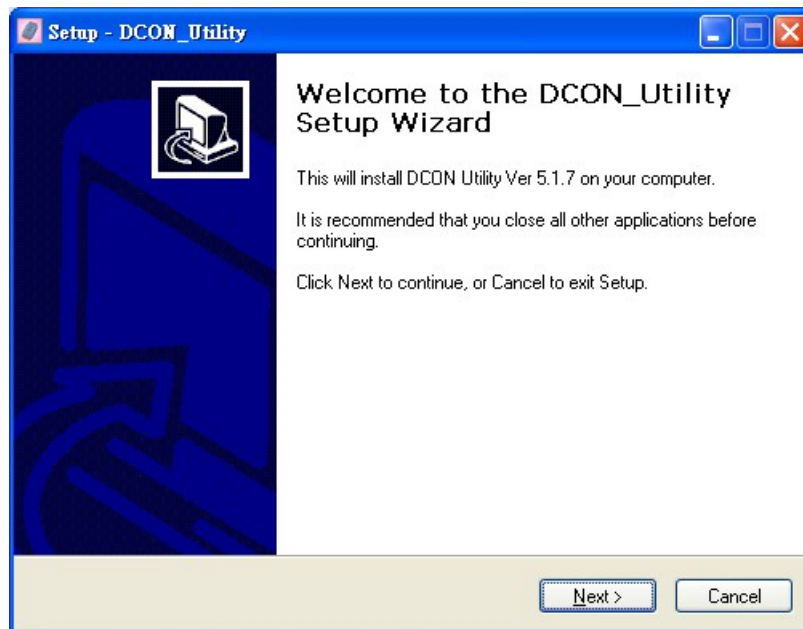 Setup - DCON_Utility
Welcome to the DCON_Utility
Setup Wizard
This will install DCON Utility Ver 5.1.7 on your computer.
It is recommended that you close all other applications before
continuing.
Click Next to continue, or Cancel to exit Setup.
Next >
Cancel